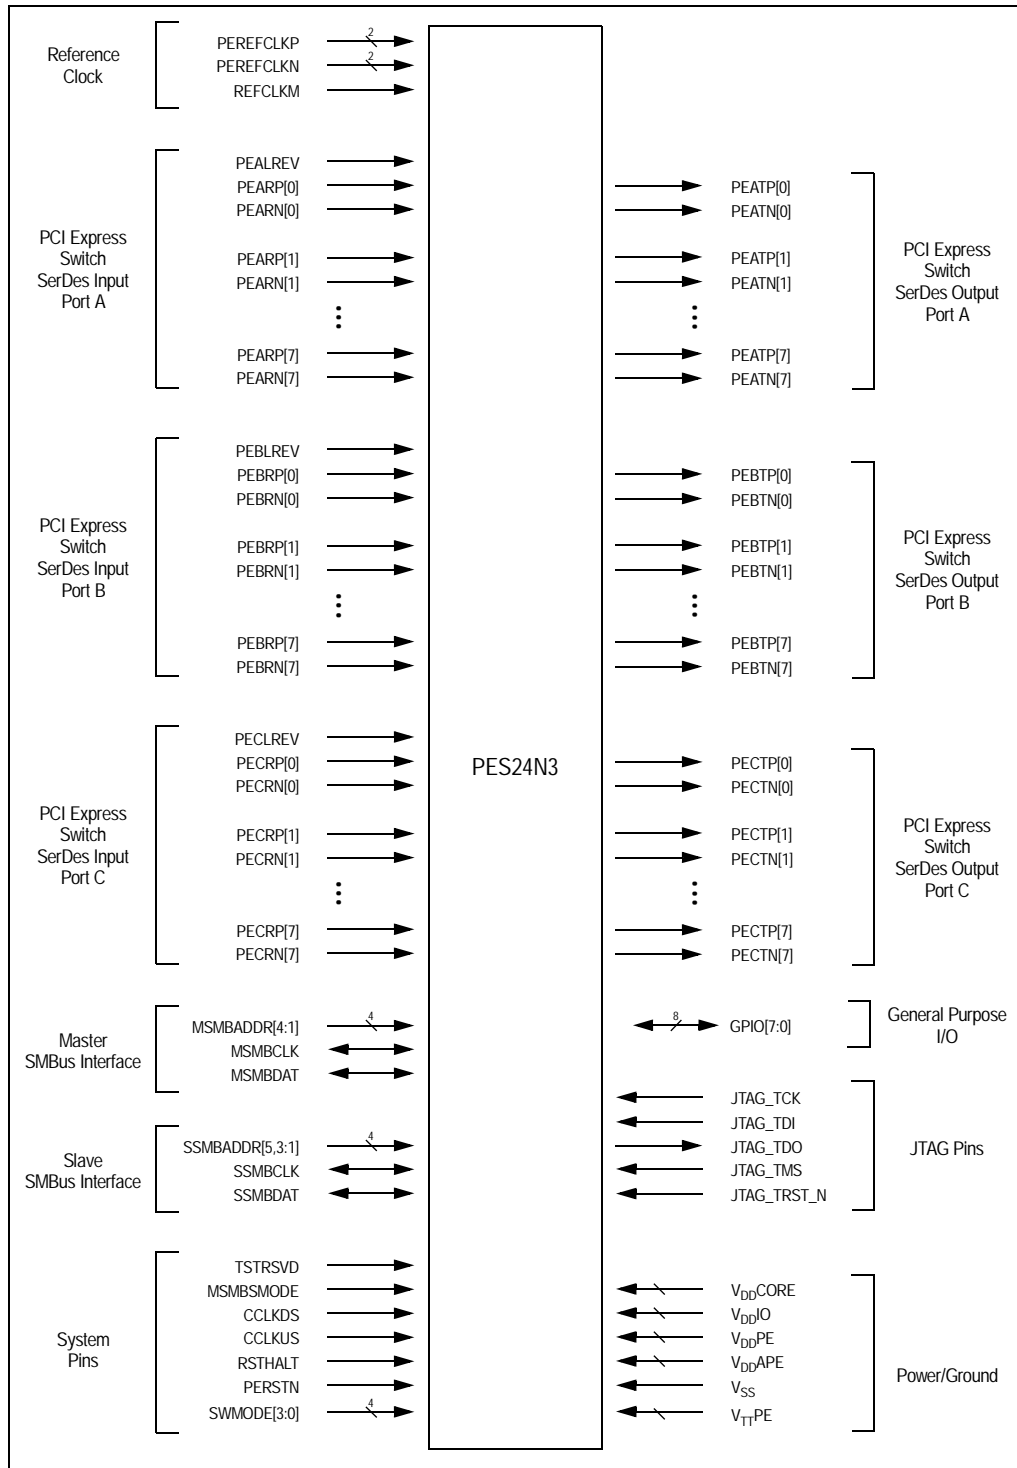 Reference
Clock
PEREFCLKP
2
PEREFCLKN
2
REFCLKM
PCI Express
Switch
SerDes Input
Port A
PEALREV
PEARP[0]
PEARN[0]
PEARP[1]
PEARN[1]
PEARP[7]
PEARN[7]
PEATP[0]
PEATN[0]
PEATP[1]
PEATN[1]
PEATP[7]
PEATN[7]
PCI Express
Switch
SerDes Output
Port A
PCI Express
Switch
SerDes Input
Port B
PEBLREV
PEBRP[0]
PEBRN[0]
PEBRP[1]
PEBRN[1]
PEBRP[7]
PEBRN[7]
PEBTP[0]
PEBTN[0]
PEBTP[1]
PEBTN[1]
PEBTP[7]
PEBTN[7]
PCI Express
Switch
SerDes Output
Port B
PCI Express
Switch
SerDes Input
Port C
PECLREV
PECRP[0]
PECRN[0]
PECRP[1]
PECRN[1]
PECRP[7]
PECRN[7]
PES24N3
PECTP[0]
PECTN[0]
PECTP[1]
PECTN[1]
PECTP[7]
PECTN[7]
PCI Express
Switch
SerDes Output
Port C
Master
SMBus Interface
MSMBADDR[4:1]
4
MSMBCLK
MSMBDAT
8
GPIO[7:0]
General Purpose
I/O
Slave
SMBus Interface
SSMBADDR[5,3:1]
4
SSMBCLK
SSMBDAT
JTAG_TCK
JTAG_TDI
JTAG_TDO
JTAG_TMS
JTAG_TRST_N
JTAG Pins
System
Pins
TSTRSVD
MSMBSMODE
CCLKDS
CCLKUS
RSTHALT
PERSTN
SWMODE[3:0]
4
VDDCORE
VDDIO
VDDPE
VDDAPE
VSS
VTTPE
Power/Ground